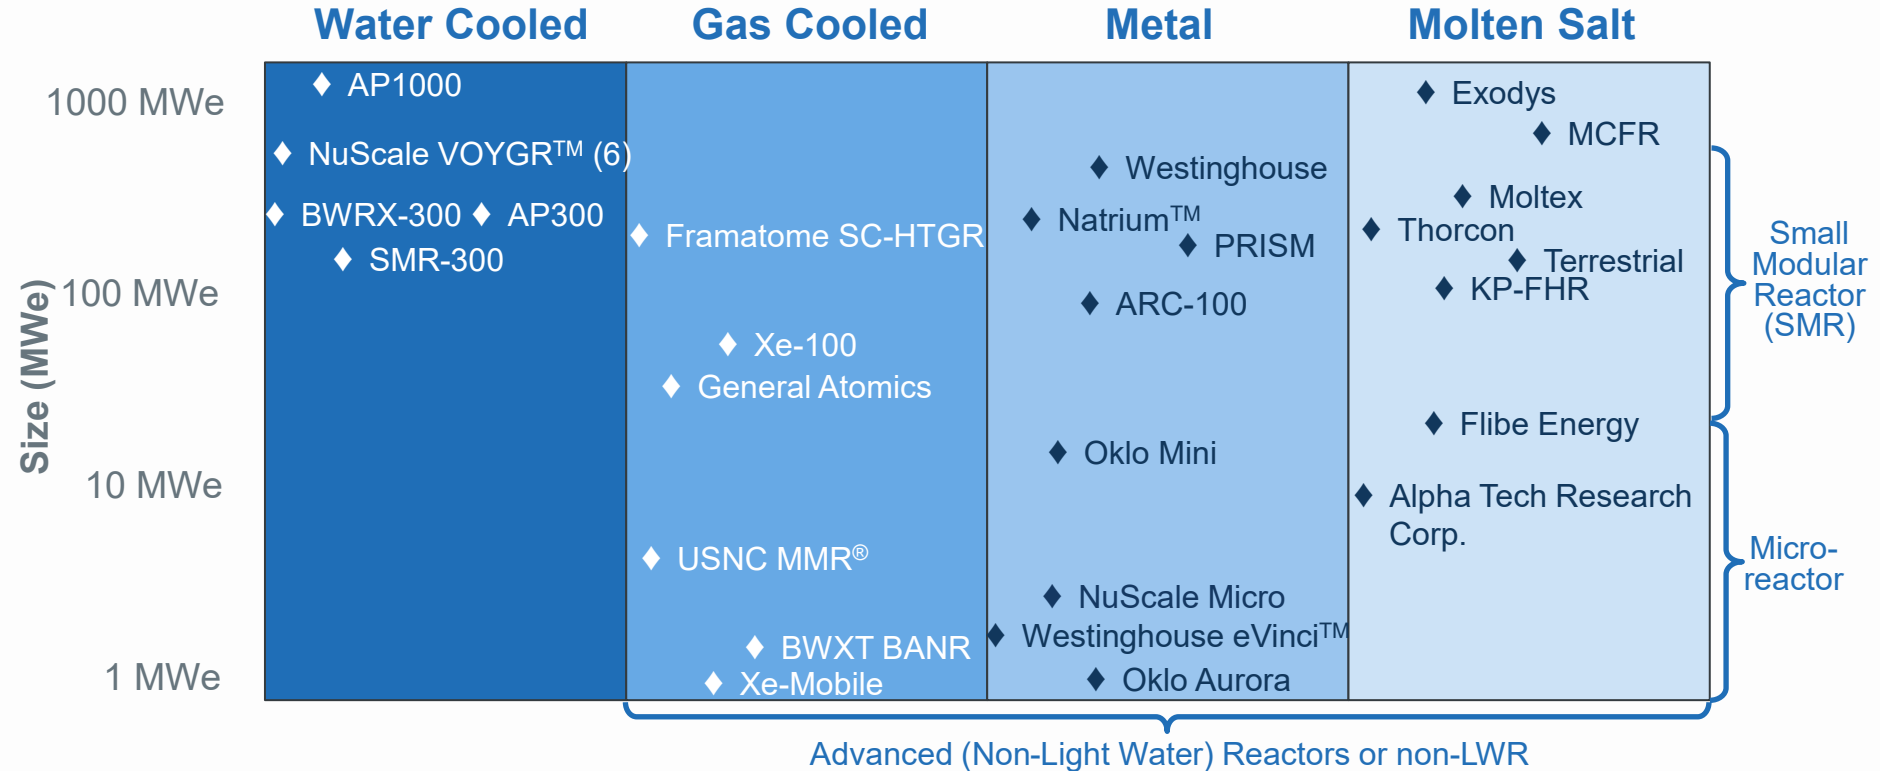 Water Cooled
Gas Cooled
Metal
Molten Salt
Size (MWe)
1000 MWe
100 MWe
10 MWe
1 MWe
AP1000
NuScale VOYGR™ (6)
BWRX-300
AP300
SMR-300
Framatome SC-HTGR
Xe-100
General Atomics
USNC MMR®
BWXT BANR
Xe-Mobile
Westinghouse
Natrium™
PRISM
ARC-100
Oklo Mini
NuScale Micro
Westinghouse eVinci™
Oklo Aurora
Exodys
MCFR
Moltex
Thorcon
Terrestrial
KP-FHR
Flibe Energy
Alpha Tech Research
Corp.
Small
Modular
Reactor
(SMR)
Micro-
reactor
Advanced (Non-Light Water) Reactors or non-LWR